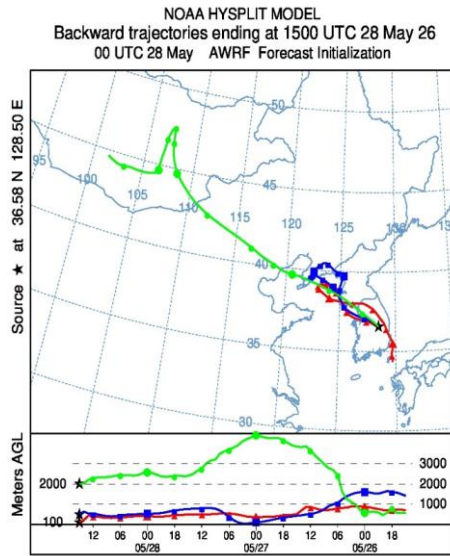 NOAA HYSPLIT MODEL
Backward trajectories ending at 1500 UTC 28 May 26
00 UTC 28 May AWRF Forecast Initialization
Source ★ at 36.58 N 128.50 E
50
95
100
105
110
115
120
125
130
45
40
35
30
Meters AGL
2000
100
3000
2000
1000
12 06 00 18 12 06 00 18 12 06 00 18
05/28 05/27 05/26